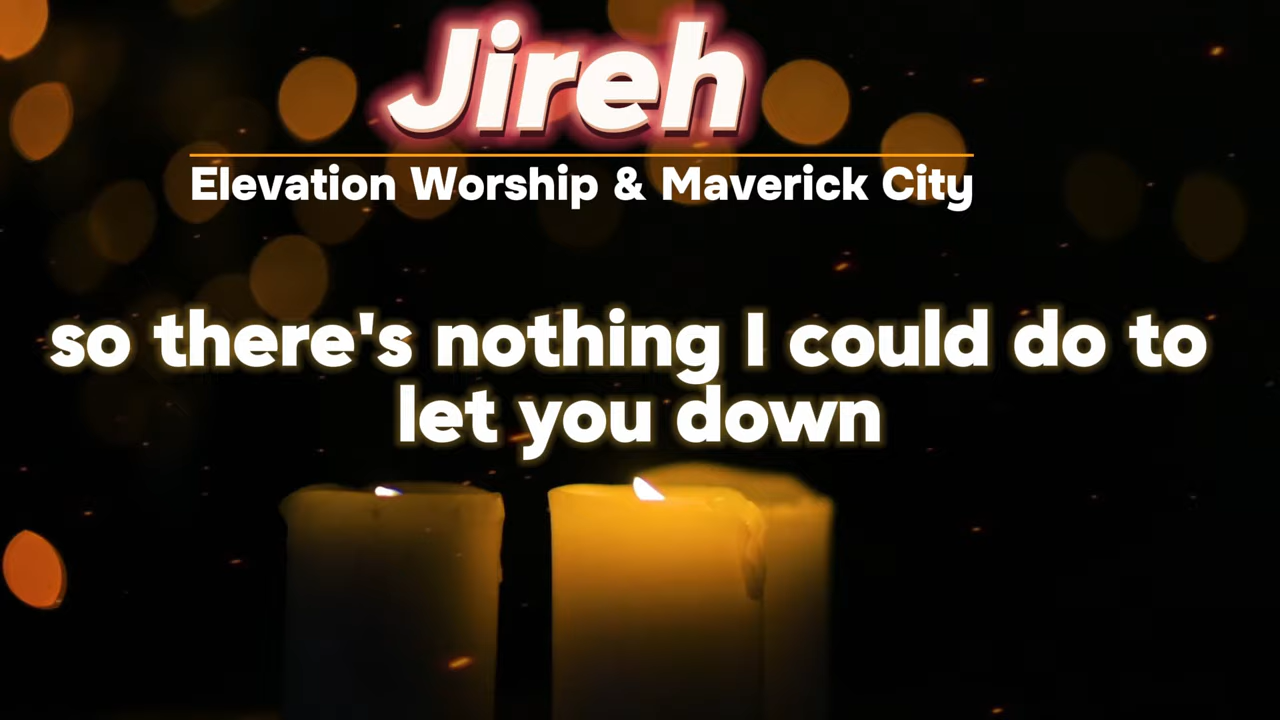 Jireh
Elevation Worship & Maverick City
so there's nothing I could do to
let you down